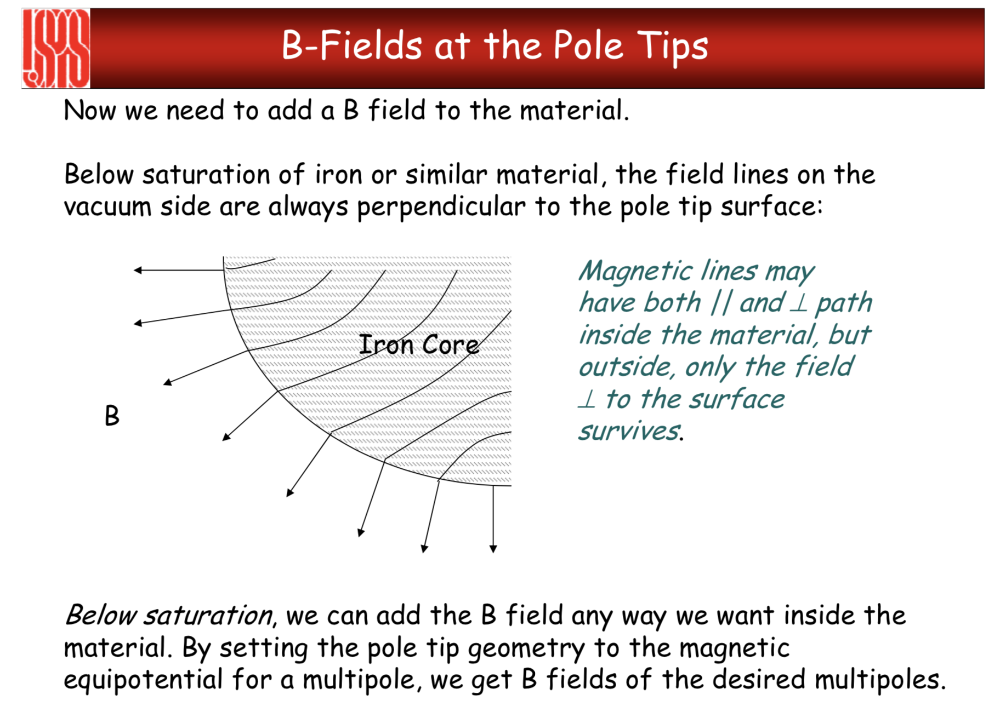 B-Fields at the Pole Tips
Now we need to add a B field to the material.
Below saturation of iron or similar material, the field lines on the
vacuum side are always perpendicular to the pole tip surface:
Magnetic lines may
have both // and ⊥ path
inside the material, but
outside, only the field
⊥ to the surface
survives.
Iron Core
B
Below saturation, we can add the B field any way we want inside the
material. By setting the pole tip geometry to the magnetic
equipotential for a multipole, we get B fields of the desired multipoles.